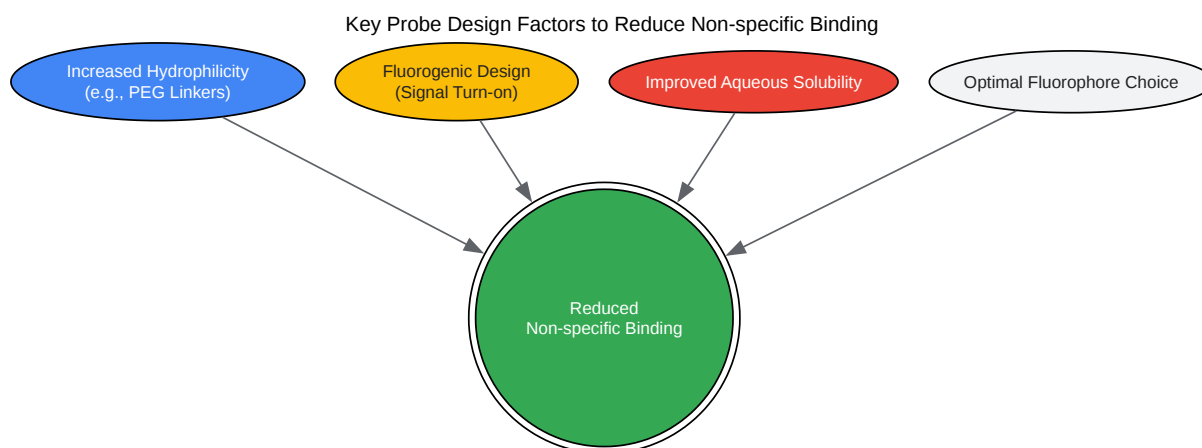 Key Probe Design Factors to Reduce Non-specific Binding
Increased Hydrophilicity
(e.g., PEG Linkers)
Fluorogenic Design
(Signal Turn-on)
Improved Aqueous Solubility
Optimal Fluorophore Choice
Reduced
Non-specific Binding